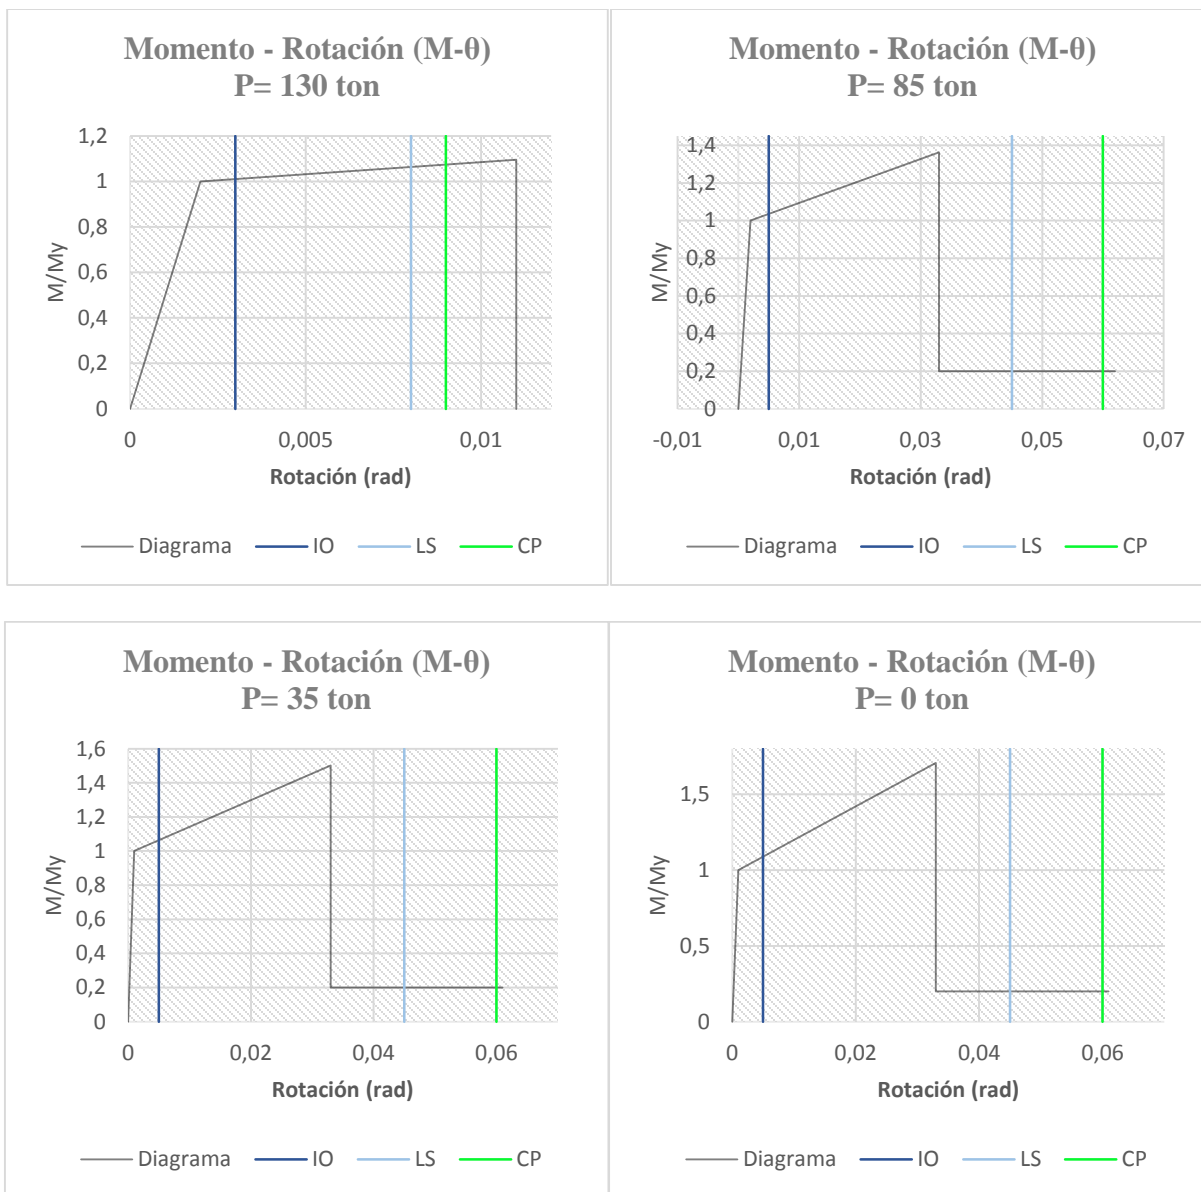 Momento - Rotación (M-θ)
P= 130 ton
1,2
1
0,8
0,6
0,4
0,2
0
M/My
0 0,005 0,01
Rotación (rad)
Diagrama IO LS CP
Momento - Rotación (M-θ)
P= 85 ton
1,4
1,2
1
0,8
0,6
0,4
0,2
0
M/My
-0,01 0,01 0,03 0,05 0,07
Rotación (rad)
Diagrama IO LS CP
Momento - Rotación (M-θ)
P= 35 ton
1,6
1,4
1,2
1
0,8
0,6
0,4
0,2
0
M/My
0 0,02 0,04 0,06
Rotación (rad)
Diagrama IO LS CP
Momento - Rotación (M-θ)
P= 0 ton
1,5
1
0,5
0
M/My
0 0,02 0,04 0,06
Rotación (rad)
Diagrama IO LS CP